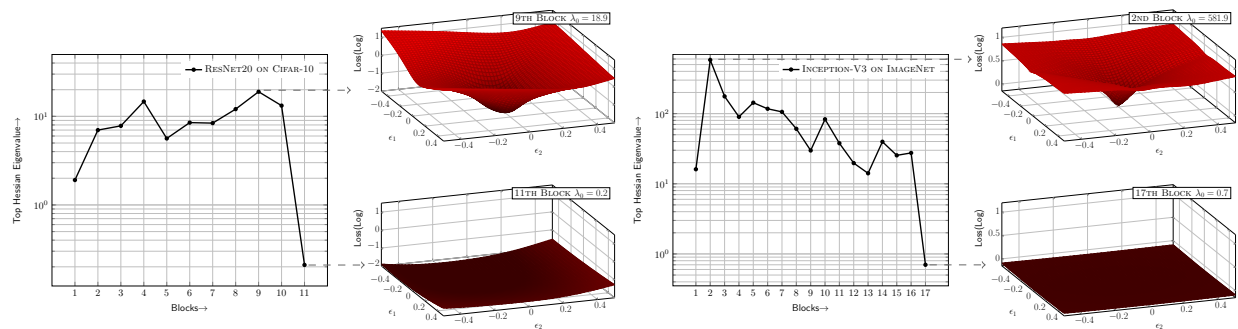 ResNet20 on Cifar-10
10¹
10⁰
Top Hessian Eigenvalue→
1 2 3 4 5 6 7 8 9 10 11
Blocks→
9th Block λ₀ = 18.9
Loss(Log)
1
0
−1
−2
−0.4
−0.2
0
0.2
0.4
ϵ₁
−0.4 −0.2 0 0.2 0.4
ϵ₂
11th Block λ₀ = 0.2
Loss(Log)
1
0
−1
−2
−0.4
−0.2
0
0.2
0.4
ϵ₁
−0.4 −0.2 0 0.2 0.4
ϵ₂
Inception-V3 on ImageNet
10²
10¹
10⁰
Top Hessian Eigenvalue→
1 2 3 4 5 6 7 8 9 10 11 12 13 14 15 16 17
Blocks→
2nd Block λ₀ = 581.9
Loss(Log)
1
0.5
0
−0.4
−0.2
0
0.2
0.4
ϵ₁
−0.4 −0.2 0 0.2 0.4
ϵ₂
17th Block λ₀ = 0.7
Loss(Log)
1
0.5
0
−0.4
−0.2
0
0.2
0.4
ϵ₁
−0.4 −0.2 0 0.2 0.4
ϵ₂